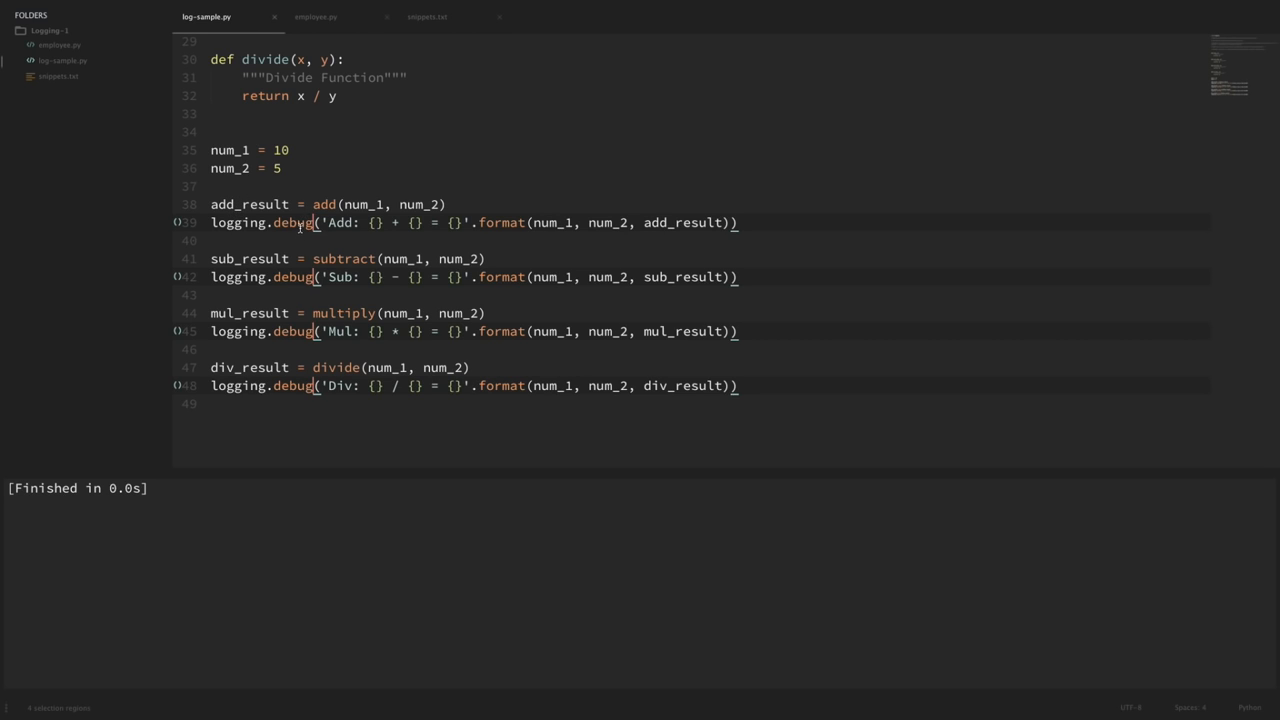 FOLDERS
Logging-1
employee.py
log-sample.py
snippets.txt
log-sample.py × employee.py × snippets.txt ×
29
30 def divide(x, y):
31     """Divide Function"""
32     return x / y
33
34
35 num_1 = 10
36 num_2 = 5
37
38 add_result = add(num_1, num_2)
39 logging.debug('Add: {} + {} = {}'.format(num_1, num_2, add_result))
40
41 sub_result = subtract(num_1, num_2)
42 logging.debug('Sub: {} - {} = {}'.format(num_1, num_2, sub_result))
43
44 mul_result = multiply(num_1, num_2)
45 logging.debug('Mul: {} * {} = {}'.format(num_1, num_2, mul_result))
46
47 div_result = divide(num_1, num_2)
48 logging.debug('Div: {} / {} = {}'.format(num_1, num_2, div_result))
49
[Finished in 0.0s]
4 selection regions UTF-8 Spaces: 4 Python